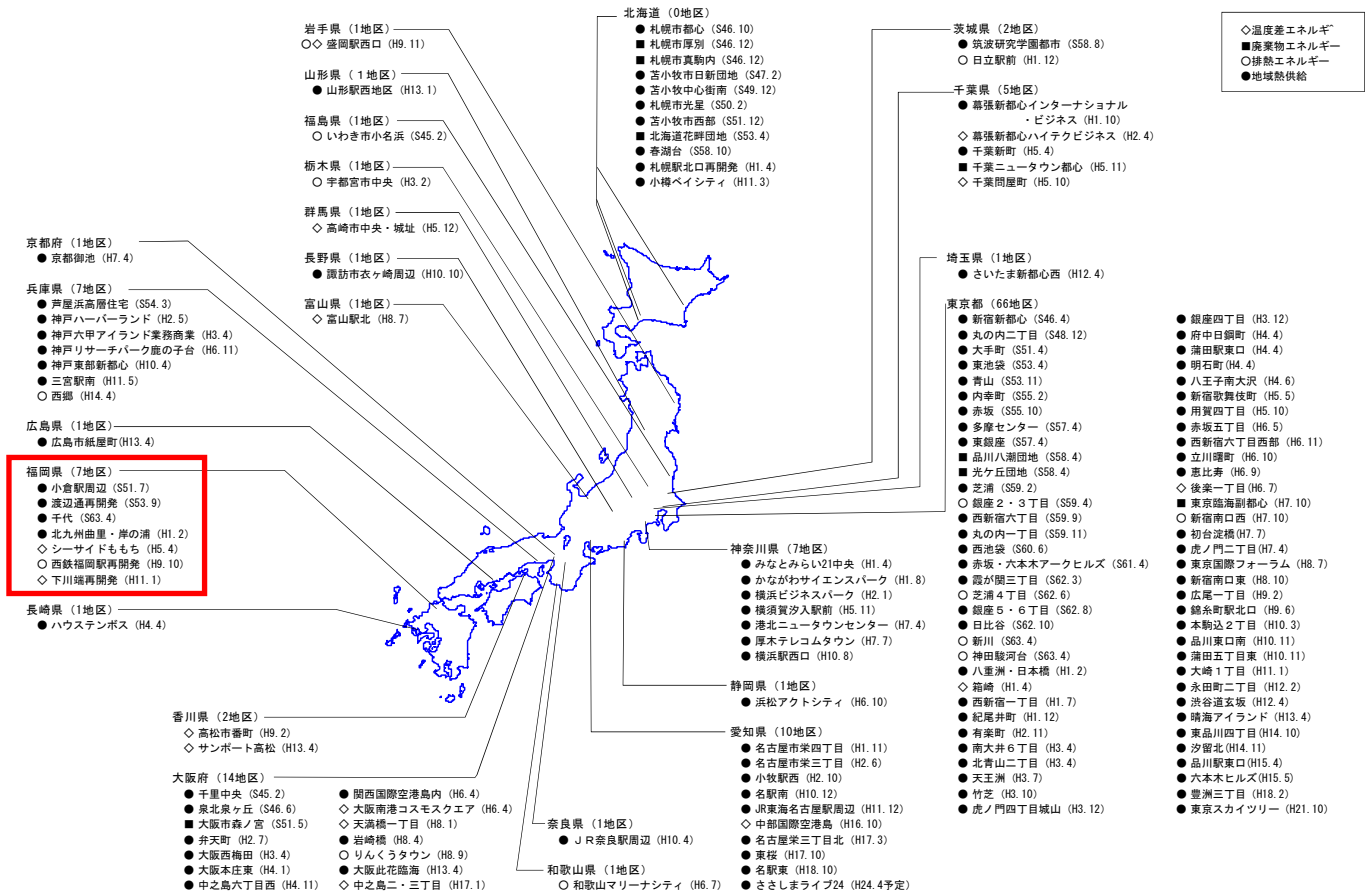 北海道（0地区）
● 札幌市都心（S46.10）
■ 札幌市厚別（S46.12）
■ 札幌市真駒内（S46.12）
● 苫小牧市日新団地（S47.2）
● 苫小牧中心街南（S49.12）
● 札幌市光星（S50.2）
● 苫小牧市西部（S51.12）
■ 北海道花畔団地（S53.4）
● 春湖台（S58.10）
● 札幌駅北口再開発（H1.4）
● 小樽ベイシティ（H11.3）
岩手県（1地区）
○◇ 盛岡駅西口（H9.11）
山形県（１地区）
● 山形駅西地区（H13.1）
福島県（1地区）
○ いわき市小名浜（S45.2）
栃木県（1地区）
○ 宇都宮市中央（H3.2）
群馬県（1地区）
◇ 高崎市中央・城址（H5.12）
長野県（1地区）
● 諏訪市衣ヶ崎周辺（H10.10）
富山県（1地区）
◇ 富山駅北（H8.7）
茨城県（2地区）
● 筑波研究学園都市（S58.8）
○ 日立駅前（H1.12）
千葉県（5地区）
● 幕張新都心インターナショナル
・ビジネス（H1.10）
◇ 幕張新都心ハイテクビジネス（H2.4）
● 千葉新町（H5.4）
■ 千葉ニュータウン都心（H5.11）
◇ 千葉問屋町（H5.10）
◇温度差エネルギ
■廃棄物エネルギー
○排熱エネルギー
●地域熱供給
京都府（1地区）
● 京都御池（H7.4）
兵庫県（7地区）
● 芦屋浜高層住宅（S54.3）
● 神戸ハーバーランド（H2.5）
● 神戸六甲アイランド業務商業（H3.4）
● 神戸リサーチパーク鹿の子台（H6.11）
● 神戸東部新都心（H10.4）
● 三宮駅南（H11.5）
○ 西郷（H14.4）
広島県（1地区）
● 広島市紙屋町(H13.4)
福岡県（7地区）
● 小倉駅周辺（S51.7）
● 渡辺通再開発（S53.9）
● 千代（S63.4）
● 北九州曲里・岸の浦（H1.2）
◇ シーサイドももち（H5.4）
○ 西鉄福岡駅再開発（H9.10）
◇ 下川端再開発（H11.1）
長崎県（1地区）
● ハウステンボス（H4.4）
埼玉県（1地区）
● さいたま新都心西（H12.4）
東京都（66地区）
● 新宿新都心（S46.4）
● 丸の内二丁目（S48.12）
● 大手町（S51.4）
● 東池袋（S53.4）
● 青山（S53.11）
● 内幸町（S55.2）
● 赤坂（S55.10）
● 多摩センター（S57.4）
● 東銀座（S57.4）
■ 品川八潮団地（S58.4）
■ 光ケ丘団地（S58.4）
● 芝浦（S59.2）
○ 銀座２・３丁目（S59.4）
● 西新宿六丁目（S59.9）
● 丸の内一丁目（S59.11）
● 西池袋（S60.6）
● 赤坂・六本木アークヒルズ（S61.4）
● 霞が関三丁目（S62.3）
○ 芝浦４丁目（S62.6）
● 銀座５・６丁目（S62.8）
● 日比谷（S62.10）
○ 新川（S63.4）
○ 神田駿河台（S63.4）
● 八重洲・日本橋（H1.2）
◇ 箱崎（H1.4）
● 西新宿一丁目（H1.7）
● 紀尾井町（H1.12）
● 有楽町（H2.11）
● 南大井６丁目（H3.4）
● 北青山二丁目（H3.4）
● 天王洲（H3.7）
● 竹芝（H3.10）
● 虎ノ門四丁目城山（H3.12）
● 銀座四丁目（H3.12）
● 府中日鋼町（H4.4）
● 蒲田駅東口（H4.4）
● 明石町(H4.4)
● 八王子南大沢（H4.6）
● 新宿歌舞伎町（H5.5）
● 用賀四丁目（H5.10）
● 赤坂五丁目（H6.5）
● 西新宿六丁目西部（H6.11）
● 立川曙町（H6.10）
● 恵比寿（H6.9）
◇ 後楽一丁目(H6.7)
■ 東京臨海副都心（H7.10）
○ 新宿南口西（H7.10）
● 初台淀橋(H7.7)
● 虎ノ門二丁目(H7.4)
● 東京国際フォーラム（H8.7）
● 新宿南口東（H8.10）
● 広尾一丁目（H9.2）
● 錦糸町駅北口（H9.6）
● 本駒込２丁目（H10.3）
● 品川東口南（H10.11）
● 蒲田五丁目東（H10.11）
● 大崎１丁目（H11.1）
● 永田町二丁目（H12.2）
● 渋谷道玄坂（H12.4）
● 晴海アイランド（H13.4）
● 東品川四丁目(H14.10)
● 汐留北(H14.11)
● 品川駅東口(H15.4)
● 六本木ヒルズ(H15.5)
● 豊洲三丁目（H18.2）
● 東京スカイツリー（H21.10）
神奈川県（7地区）
● みなとみらい21中央（H1.4）
● かながわサイエンスパーク（H1.8）
● 横浜ビジネスパーク（H2.1）
● 横須賀汐入駅前（H5.11）
● 港北ニュータウンセンター（H7.4）
● 厚木テレコムタウン（H7.7）
● 横浜駅西口（H10.8）
静岡県（1地区）
● 浜松アクトシティ（H6.10）
愛知県（10地区）
● 名古屋市栄四丁目（H1.11）
● 名古屋市栄三丁目（H2.6）
● 小牧駅西（H2.10）
● 名駅南（H10.12）
● JR東海名古屋駅周辺（H11.12）
◇ 中部国際空港島（H16.10）
● 名古屋栄三丁目北（H17.3）
● 東桜（H17.10）
● 名駅東（H18.10）
● ささしまライブ24（H24.4予定）
香川県（2地区）
◇ 高松市番町（H9.2）
◇ サンポート高松（H13.4）
大阪府（14地区）
● 千里中央（S45.2）
● 泉北泉ヶ丘（S46.6）
■ 大阪市森ノ宮（S51.5）
● 弁天町（H2.7）
● 大阪西梅田（H3.4）
● 大阪本庄東（H4.1）
● 中之島六丁目西（H4.11）
● 関西国際空港島内（H6.4）
◇ 大阪南港コスモスクエア（H6.4）
◇ 天満橋一丁目（H8.1）
● 岩崎橋（H8.4）
○ りんくうタウン（H8.9）
● 大阪此花臨海（H13.4）
◇ 中之島二・三丁目（H17.1）
奈良県（1地区）
● ＪＲ奈良駅周辺（H10.4）
和歌山県（1地区）
○ 和歌山マリーナシティ（H6.7）